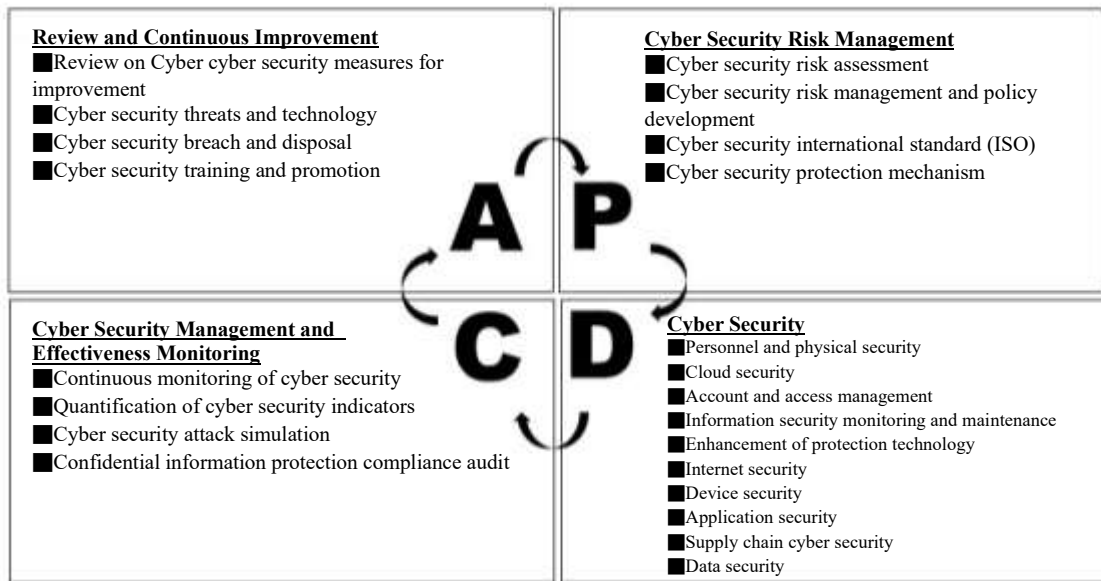 Review and Continuous Improvement
■Review on Cyber cyber security measures for
improvement
■Cyber security threats and technology
■Cyber security breach and disposal
■Cyber security training and promotion
Cyber Security Risk Management
■Cyber security risk assessment
■Cyber security risk management and policy
development
■Cyber security international standard (ISO)
■Cyber security protection mechanism
A P
C D
Cyber Security Management and
Effectiveness Monitoring
■Continuous monitoring of cyber security
■Quantification of cyber security indicators
■Cyber security attack simulation
■Confidential information protection compliance audit
Cyber Security
■Personnel and physical security
■Cloud security
■Account and access management
■Information security monitoring and maintenance
■Enhancement of protection technology
■Internet security
■Device security
■Application security
■Supply chain cyber security
■Data security